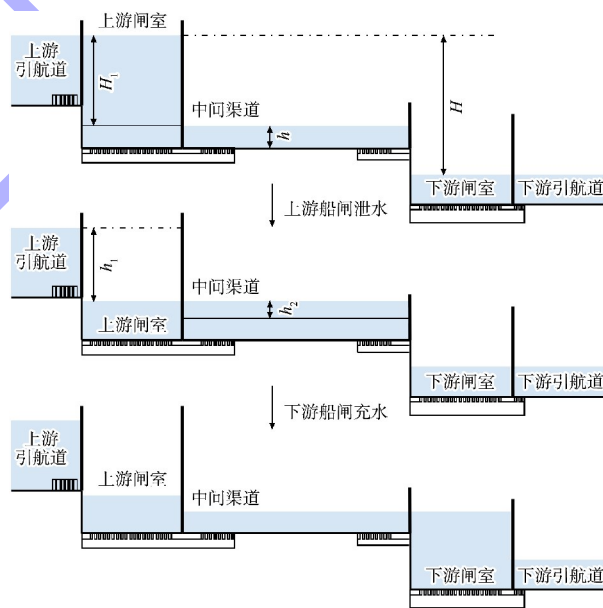 上游闸室
上游
引航道
H₁
中间渠道
h
H
下游闸室
下游引航道
上游船闸泄水
上游
引航道
h₁
中间渠道
上游闸室
h₂
下游闸室
下游引航道
下游船闸充水
上游
引航道
上游闸室
中间渠道
下游闸室
下游引航道